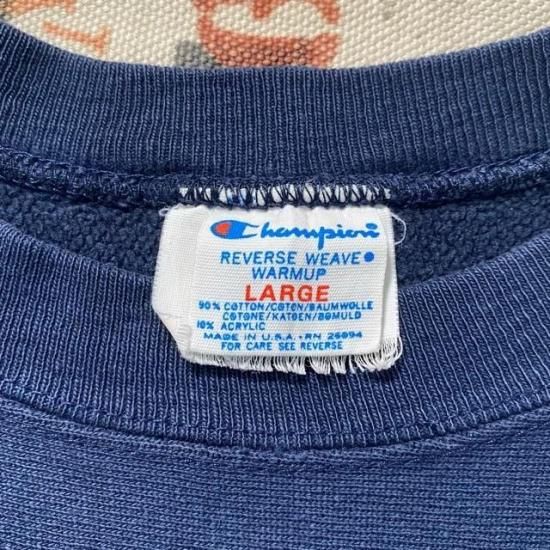 Champion
REVERSE WEAVE
WARMUP
LARGE
90% COTTON/COTON/BAUMWOLLE
COTONE/KATOEN/BOMULD
10% ACRYLIC
MADE IN U.S.A. • RN 26094
FOR CARE SEE REVERSE